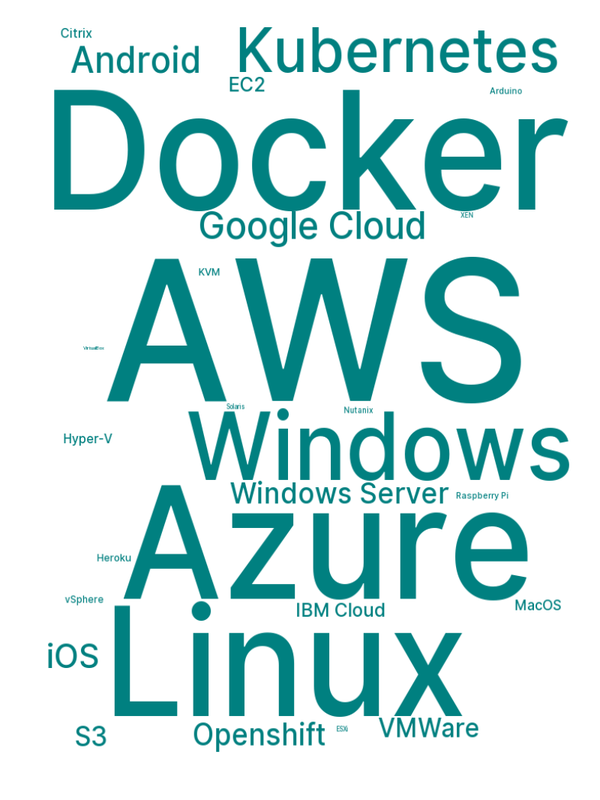 Citrix
Android
Kubernetes
EC2
Arduino
Docker
Google Cloud
XEN
KVM
AWS
VirtualBox
Solaris
Nutanix
Hyper-V
Windows
Windows Server
Raspberry Pi
Azure
Heroku
vSphere
IBM Cloud
MacOS
Linux
iOS
S3
Openshift
ESXi
VMWare